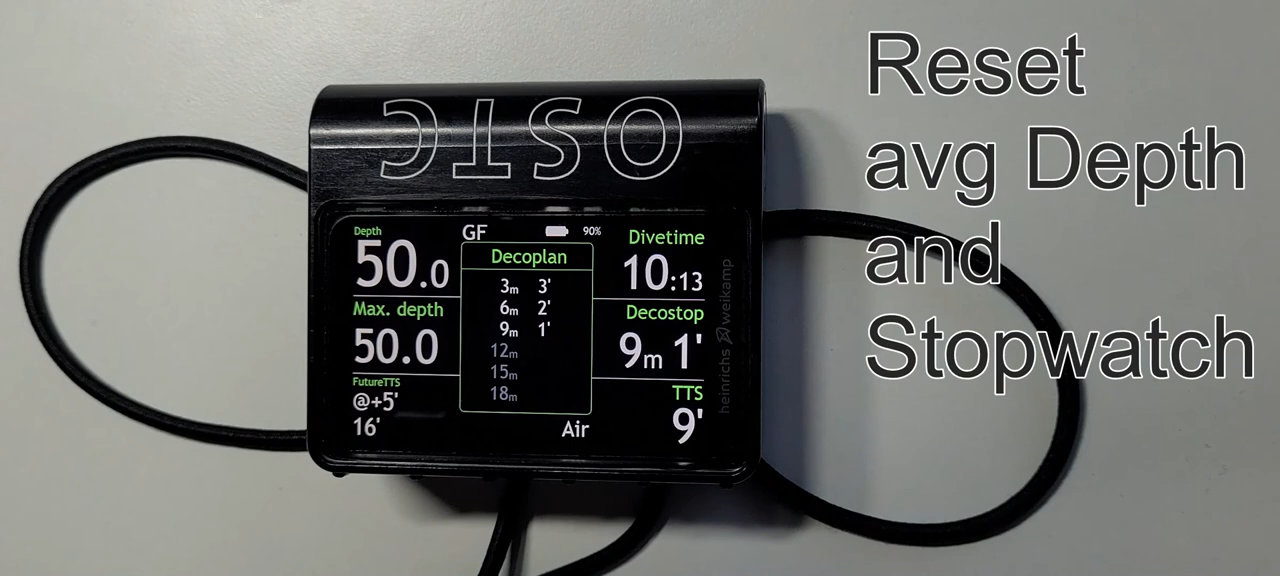 OSTC
Depth
50.0
Max. depth
50.0
FutureTTS
@+5'
16'
GF
90%
Decoplan
3m 3'
6m 2'
9m 1'
12m
15m
18m
Air
Divetime
10:13
Decostop
9m 1'
TTS
9'
heinrichs weikamp
Reset
avg Depth
and
Stopwatch